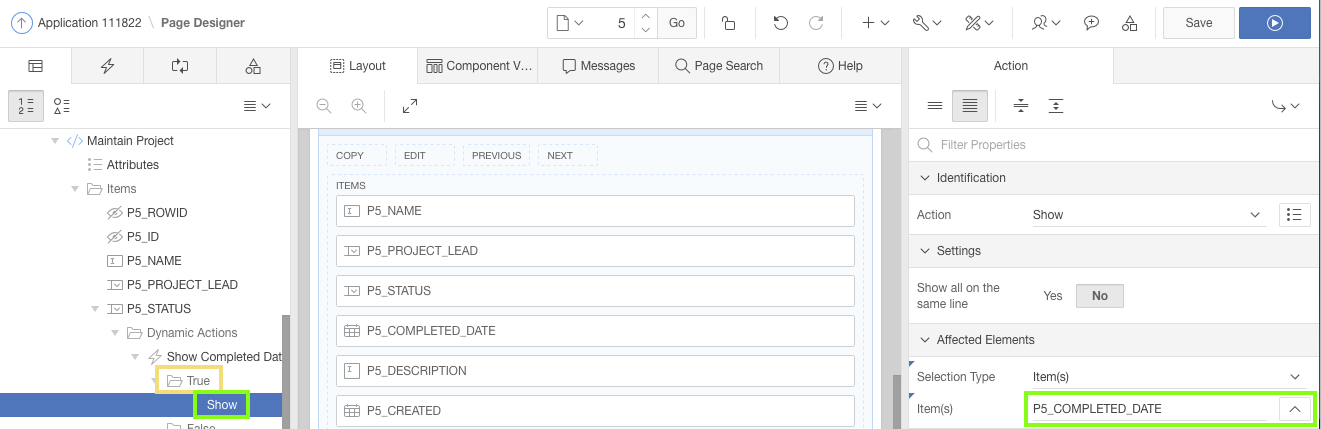 Application 111822 \ Page Designer
5 Go
Save
Layout
Component V...
Messages
Page Search
Help
Action
Maintain Project
Attributes
Items
P5_ROWID
P5_ID
P5_NAME
P5_PROJECT_LEAD
P5_STATUS
Dynamic Actions
Show Completed Dat
True
Show
False
COPY EDIT PREVIOUS NEXT
ITEMS
P5_NAME
P5_PROJECT_LEAD
P5_STATUS
P5_COMPLETED_DATE
P5_DESCRIPTION
P5_CREATED
Filter Properties
Identification
Action Show
Settings
Show all on the
same line
Yes No
Affected Elements
Selection Type Item(s)
Item(s) P5_COMPLETED_DATE